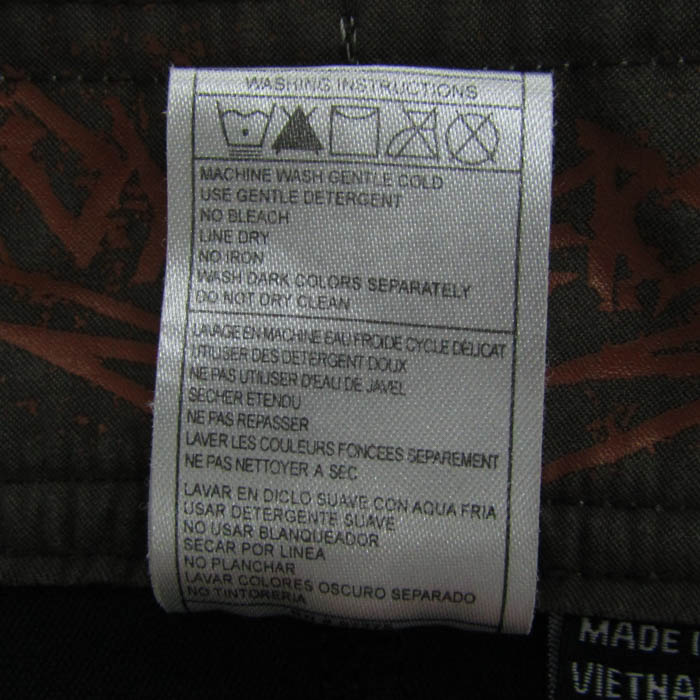 WASHING INSTRUCTIONS
MACHINE WASH GENTLE COLD
USE GENTLE DETERGENT
NO BLEACH
LINE DRY
NO IRON
WASH DARK COLORS SEPARATELY
DO NOT DRY CLEAN
LAVAGE EN MACHINE EAU FROIDE CYCLE DELICAT
UTILISER DES DETERGENT DOUX
NE PAS UTILISER D'EAU DE JAVEL
SECHER ETENDU
NE PAS REPASSER
LAVER LES COULEURS FONCEES SEPAREMENT
NE PAS NETTOYER A SEC
LAVAR EN DICLO SUAVE CON AQUA FRIA
USAR DETERGENTE SUAVE
NO USAR BLANQUEADOR
SECAR POR LINEA
NO PLANCHAR
LAVAR COLORES OSCURO SEPARADO
NO TINTORERIA
MADE I
VIETNA